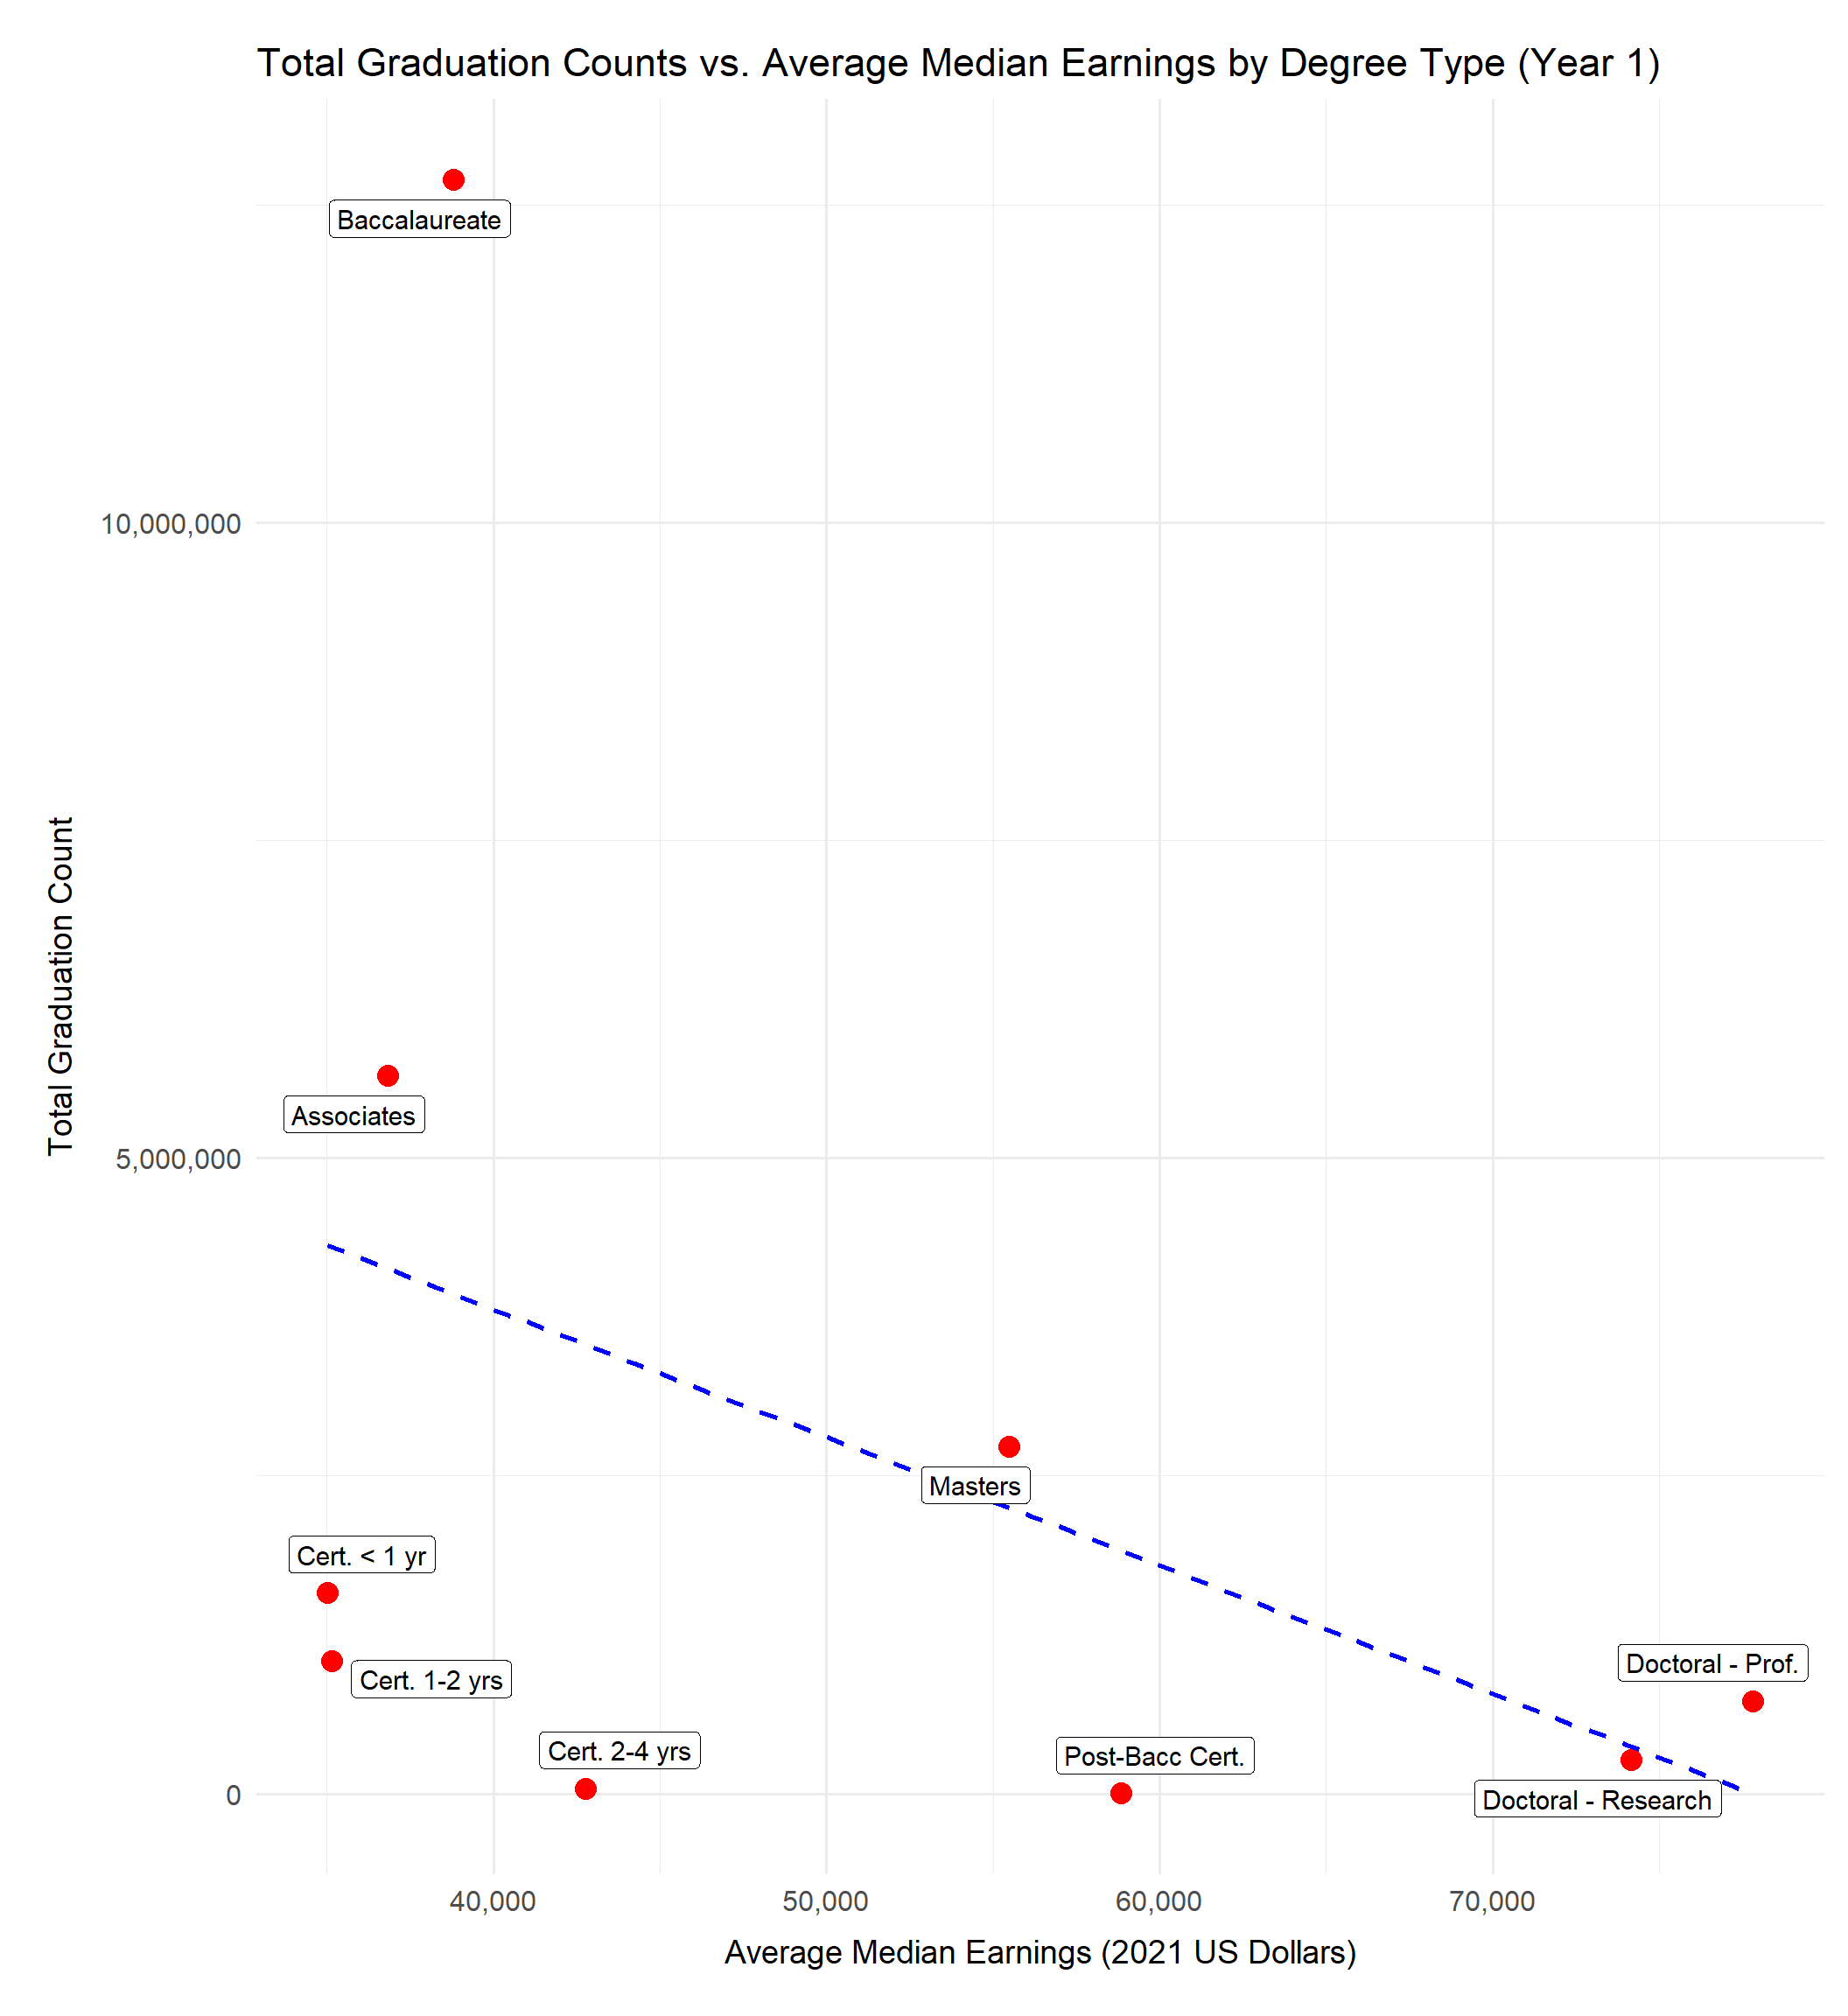 Total Graduation Counts vs. Average Median Earnings by Degree Type (Year 1)
Baccalaureate
10,000,000
Total Graduation Count
Associates
5,000,000
Masters
Cert. < 1 yr
Cert. 1-2 yrs
Doctoral - Prof.
Cert. 2-4 yrs
Post-Bacc Cert.
Doctoral - Research
0
40,000
50,000
60,000
70,000
Average Median Earnings (2021 US Dollars)